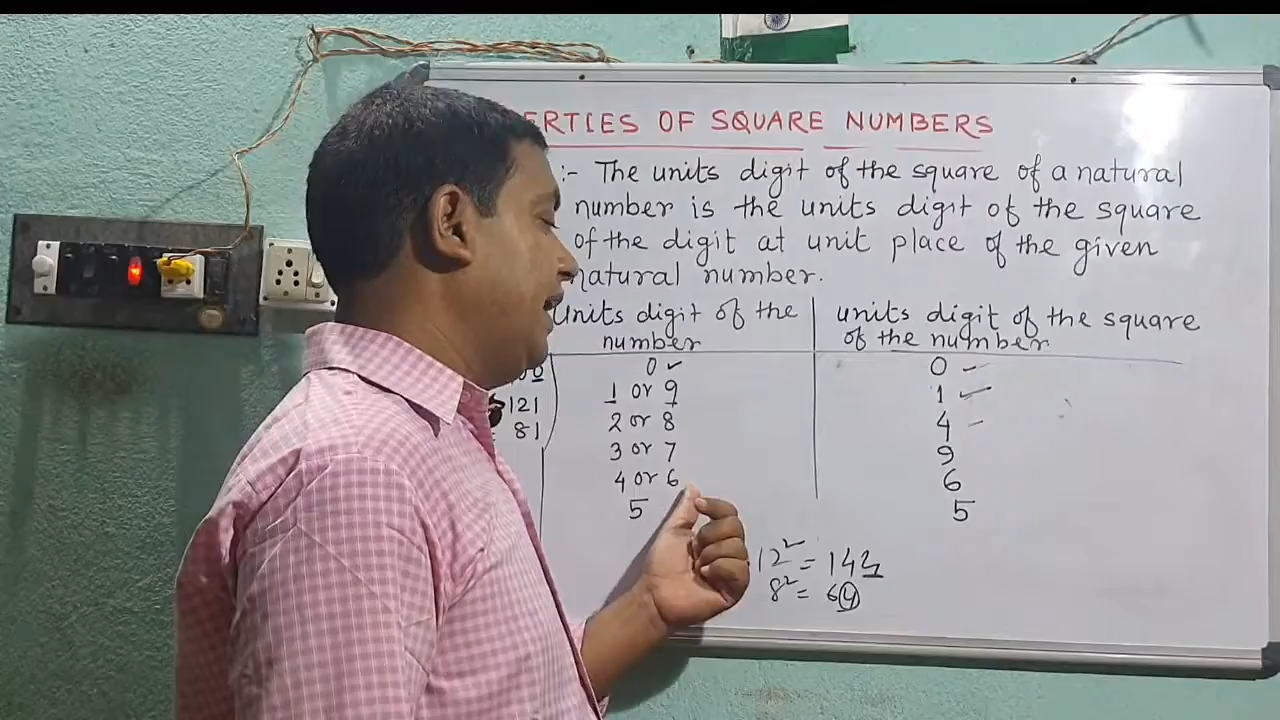 ERTIES OF SQUARE NUMBERS
:- The units digit of the square of a natural
number is the units digit of the square
of the digit at unit place of the given
natural number.
Units digit of the number
units digit of the square of the number
0 ✓
0
1 or 9
1
2 or 8
4
3 or 7
9
4 or 6
6
5
5
0
121
81
12² = 144
8² = 64